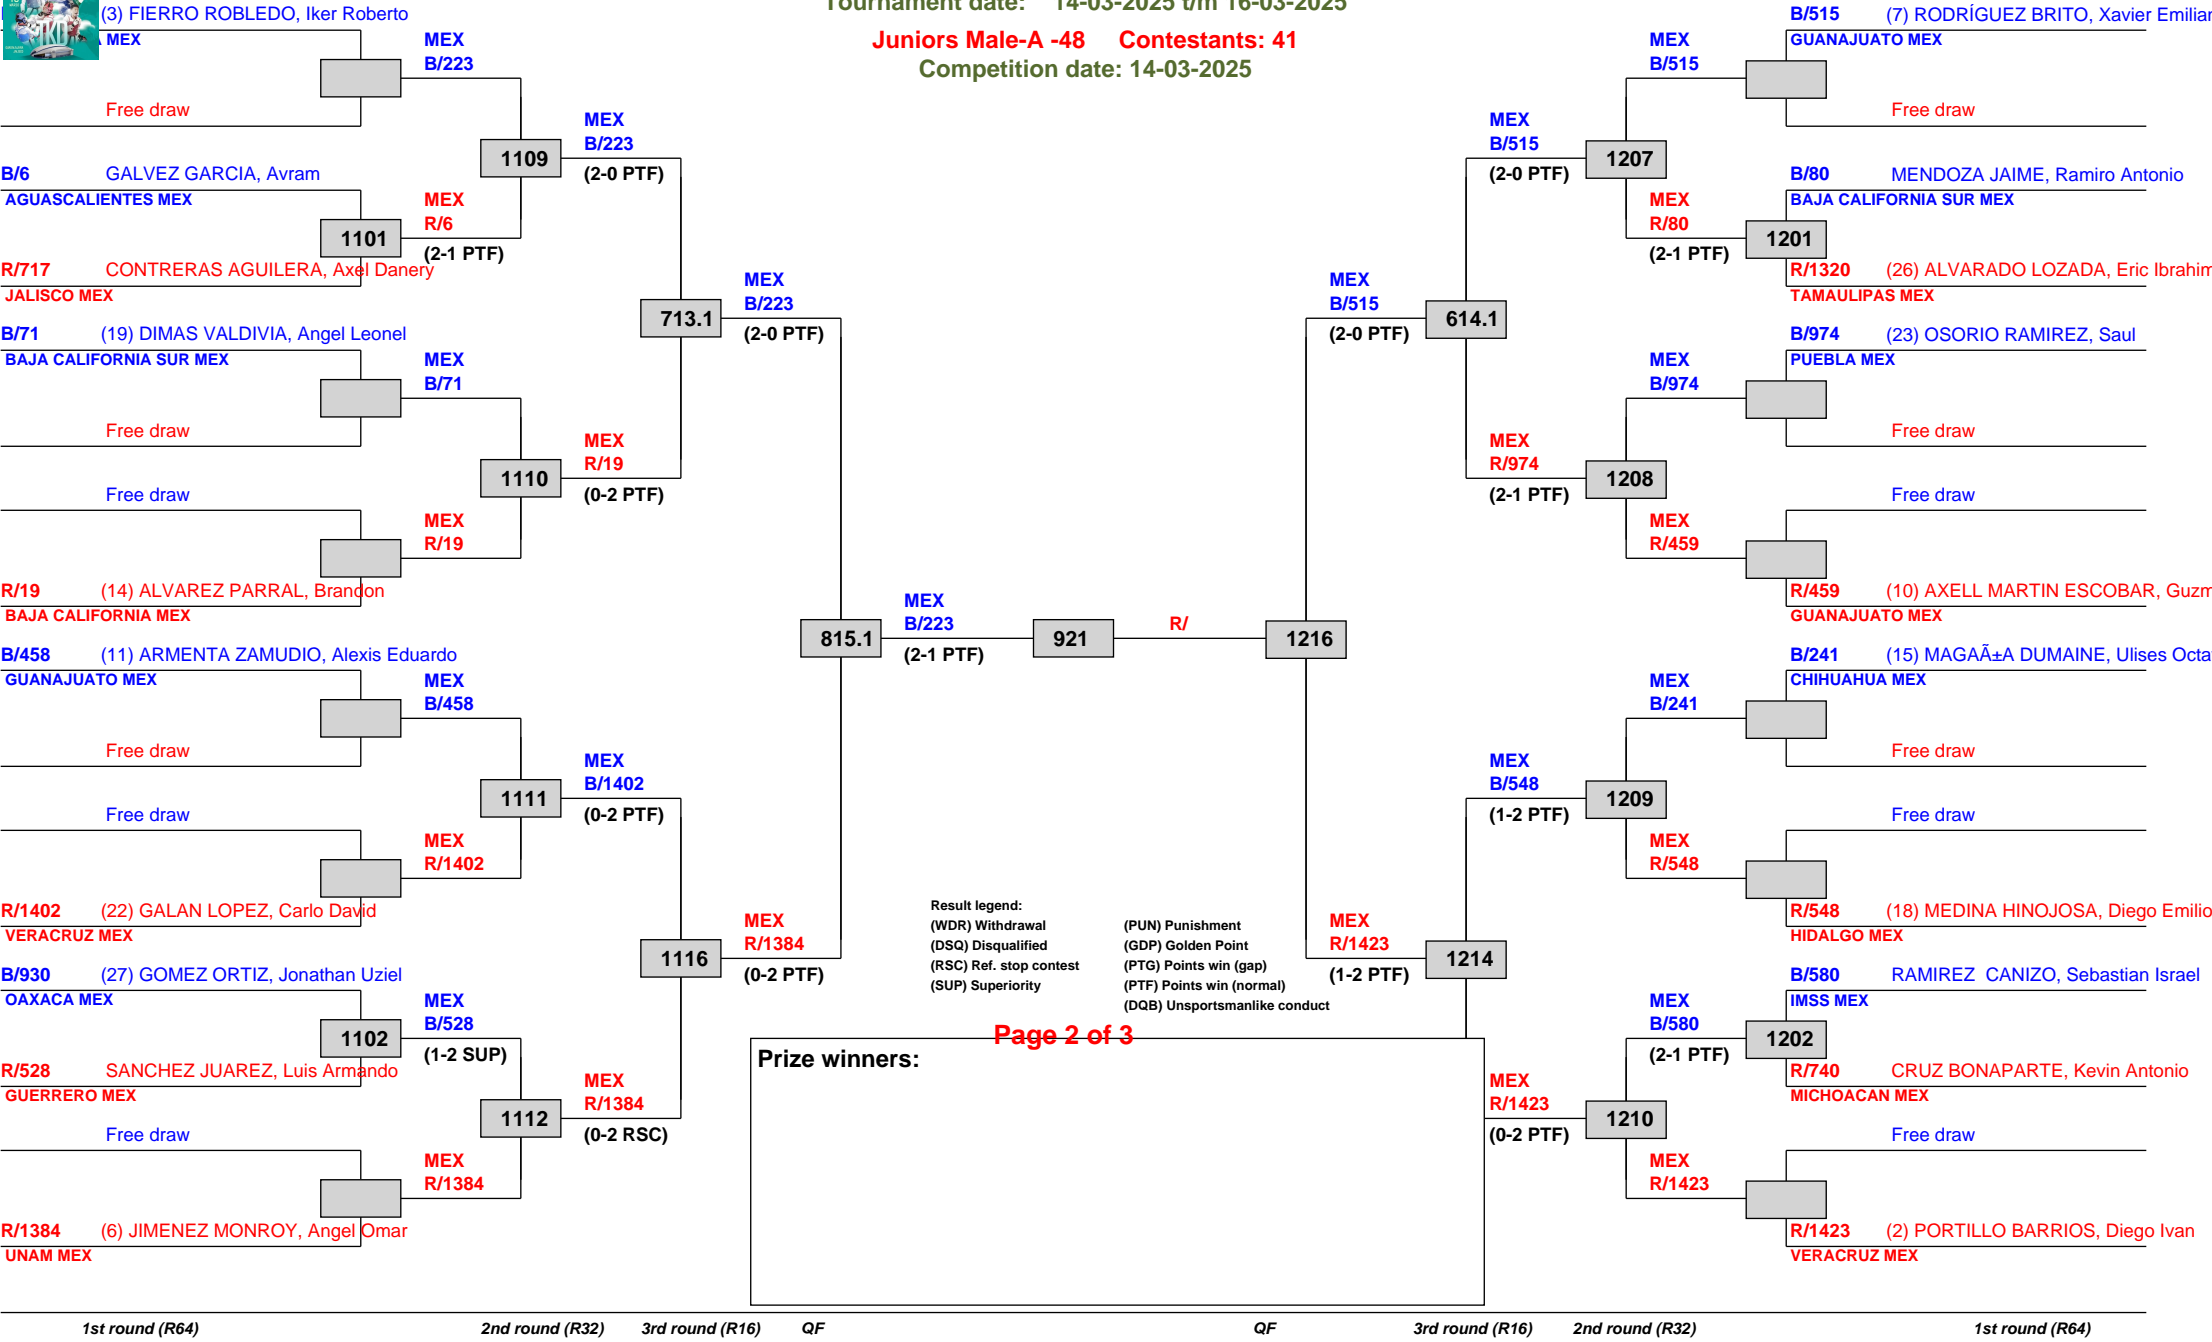 (3) FIERRO ROBLEDO, Iker Roberto
MEX
Free draw
B/6 GALVEZ GARCIA, Avram
AGUASCALIENTES MEX
R/717 CONTRERAS AGUILERA, Axel Danery
JALISCO MEX
B/71 (19) DIMAS VALDIVIA, Angel Leonel
BAJA CALIFORNIA SUR MEX
Free draw
Free draw
R/19 (14) ALVAREZ PARRAL, Brandon
BAJA CALIFORNIA MEX
B/458 (11) ARMENTA ZAMUDIO, Alexis Eduardo
GUANAJUATO MEX
Free draw
Free draw
R/1402 (22) GALAN LOPEZ, Carlo David
VERACRUZ MEX
B/930 (27) GOMEZ ORTIZ, Jonathan Uziel
OAXACA MEX
R/528 SANCHEZ JUAREZ, Luis Armando
GUERRERO MEX
Free draw
R/1384 (6) JIMENEZ MONROY, Angel Omar
UNAM MEX
MEX
B/223
1101
MEX
R/6
(2-1 PTF)
MEX
B/71
MEX
R/19
MEX
B/458
MEX
R/1402
1102
MEX
B/528
(1-2 SUP)
MEX
R/1384
1109
MEX
B/223
(2-0 PTF)
1110
MEX
R/19
(0-2 PTF)
1111
MEX
B/1402
(0-2 PTF)
1112
MEX
R/1384
(0-2 RSC)
713.1
MEX
B/223
(2-0 PTF)
1116
MEX
R/1384
(0-2 PTF)
815.1
MEX
B/223
(2-1 PTF)
921
R/
1216
Tournament date: 14-03-2025 t/m 16-03-2025
Juniors Male-A -48 Contestants: 41
Competition date: 14-03-2025
Result legend:
(WDR) Withdrawal (PUN) Punishment
(DSQ) Disqualified (GDP) Golden Point
(RSC) Ref. stop contest (PTG) Points win (gap)
(SUP) Superiority (PTF) Points win (normal)
(DQB) Unsportsmanlike conduct
Page 2 of 3
Prize winners:
MEX
B/515
(2-0 PTF)
614.1
MEX
R/1423
(1-2 PTF)
1214
MEX
B/515
(2-0 PTF)
1207
MEX
R/974
(2-1 PTF)
1208
MEX
B/548
(1-2 PTF)
1209
MEX
R/1423
(0-2 PTF)
1210
MEX
B/515
MEX
R/80
(2-1 PTF)
1201
MEX
B/974
MEX
R/459
MEX
B/241
MEX
R/548
MEX
B/580
(2-1 PTF)
1202
MEX
R/1423
B/515 (7) RODRÍGUEZ BRITO, Xavier Emilian
GUANAJUATO MEX
Free draw
B/80 MENDOZA JAIME, Ramiro Antonio
BAJA CALIFORNIA SUR MEX
R/1320 (26) ALVARADO LOZADA, Eric Ibrahim
TAMAULIPAS MEX
B/974 (23) OSORIO RAMIREZ, Saul
PUEBLA MEX
Free draw
Free draw
R/459 (10) AXELL MARTIN ESCOBAR, Guzm
GUANAJUATO MEX
B/241 (15) MAGAÃ±A DUMAINE, Ulises Octa
CHIHUAHUA MEX
Free draw
Free draw
R/548 (18) MEDINA HINOJOSA, Diego Emilio
HIDALGO MEX
B/580 RAMIREZ  CANIZO, Sebastian Israel
IMSS MEX
R/740 CRUZ BONAPARTE, Kevin Antonio
MICHOACAN MEX
Free draw
R/1423 (2) PORTILLO BARRIOS, Diego Ivan
VERACRUZ MEX
1st round (R64) 2nd round (R32) 3rd round (R16) QF QF 3rd round (R16) 2nd round (R32) 1st round (R64)